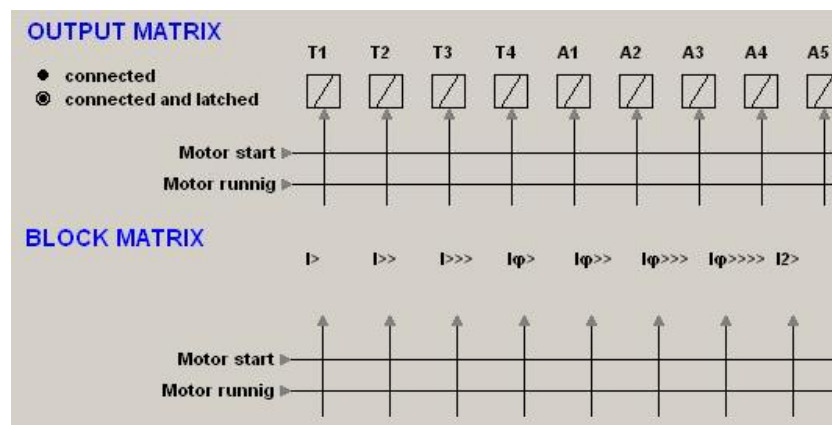 OUTPUT MATRIX
T1 T2 T3 T4 A1 A2 A3 A4 A5
connected
connected and latched
Motor start
Motor runnig
BLOCK MATRIX
I> I>> I>>> Iφ> Iφ>> Iφ>>> Iφ>>>> I2>
Motor start
Motor runnig